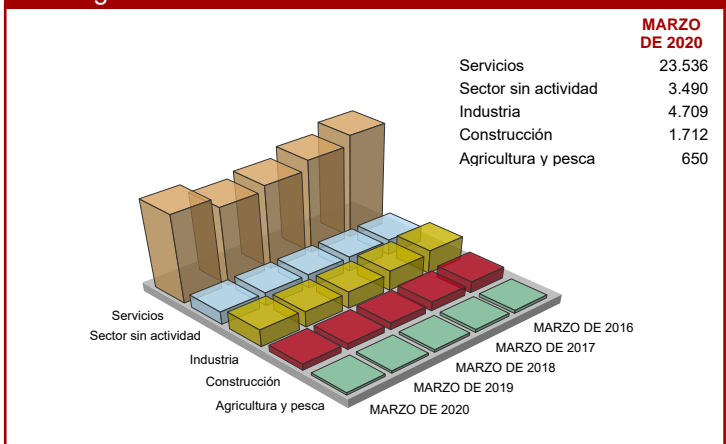 MARZO
DE 2020
Servicios 23.536
Sector sin actividad 3.490
Industria 4.709
Construcción 1.712
Agricultura y pesca 650
Servicios
Sector sin actividad
Industria
Construcción
Agricultura y pesca
MARZO DE 2016
MARZO DE 2017
MARZO DE 2018
MARZO DE 2019
MARZO DE 2020